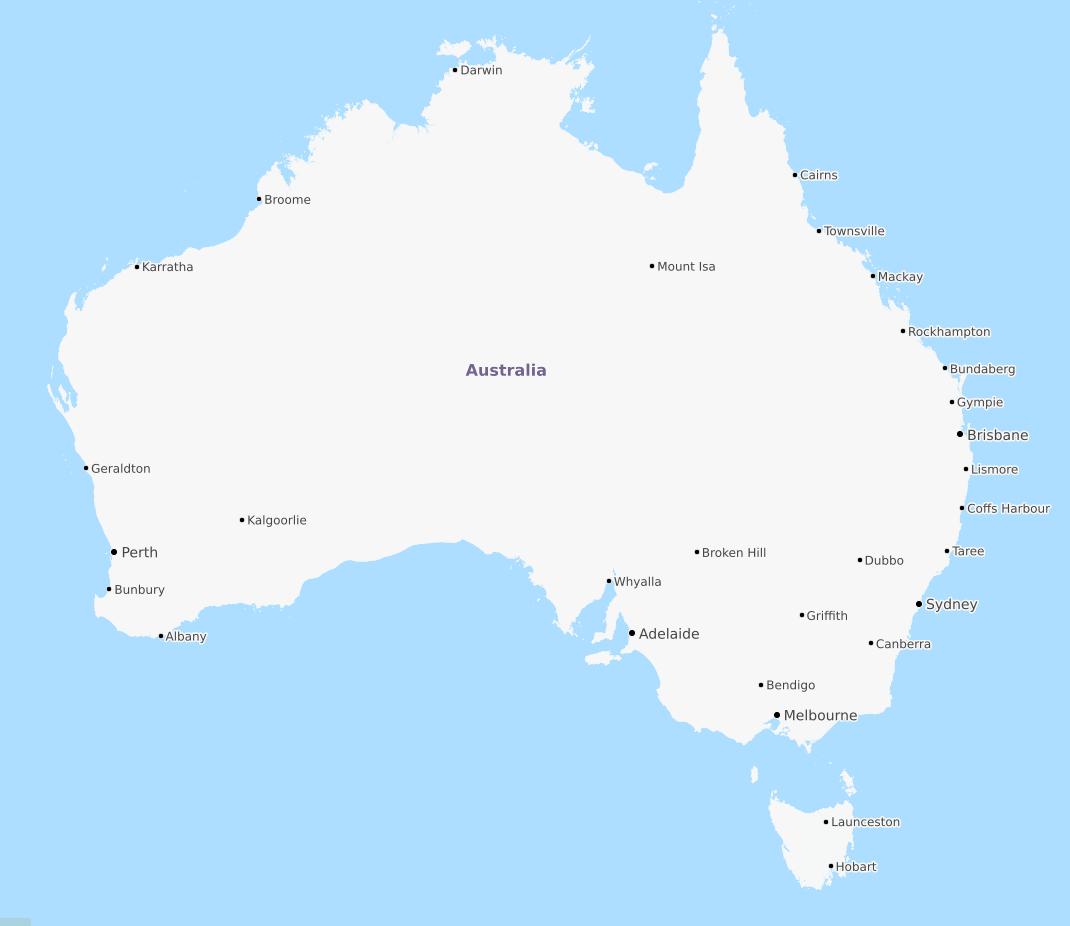 Darwin
Cairns
Broome
Townsville
Karratha
Mount Isa
Mackay
Rockhampton
Australia
Bundaberg
Gympie
Brisbane
Geraldton
Lismore
Coffs Harbour
Kalgoorlie
Perth
Broken Hill
Taree
Dubbo
Whyalla
Bunbury
Sydney
Griffith
Albany
Adelaide
Canberra
Bendigo
Melbourne
Launceston
Hobart